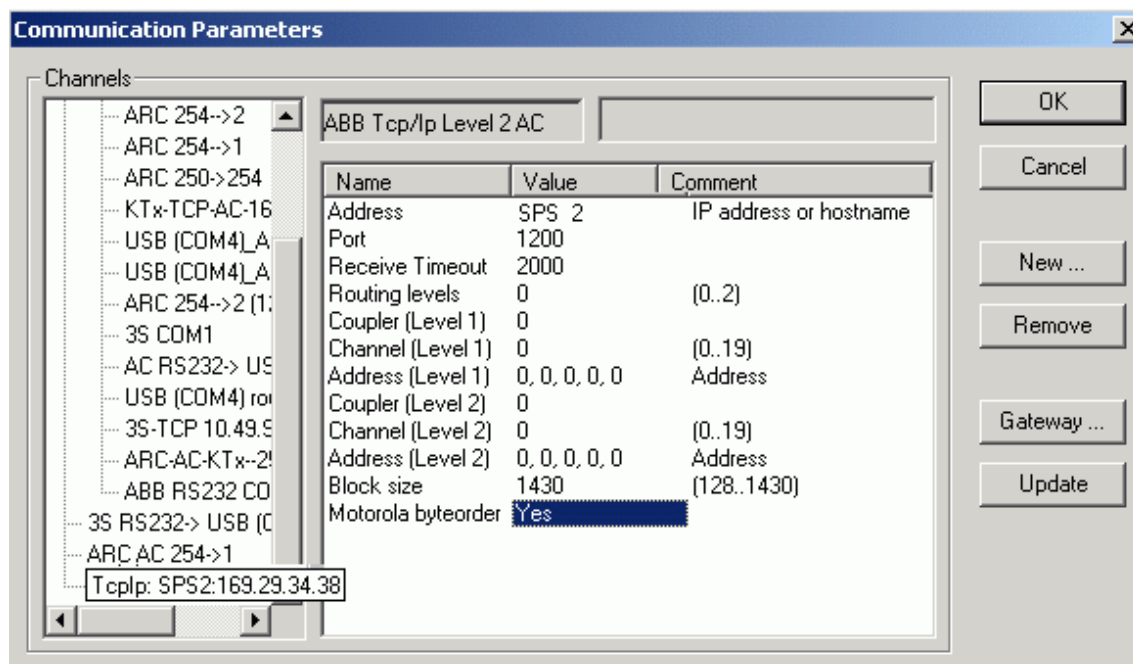 Communication Parameters
Channels
ARC 254-->2
ARC 254-->1
ARC 250->254
KTx-TCP-AC-16
USB (COM4)_A
USB (COM4)_A
ARC 254-->2 (1
3S COM1
AC RS232-> US
USB (COM4) rou
3S-TCP 10.49.9
ARC-AC-KTx--2
ABB RS232 CO
3S RS232-> USB (C
ARC AC 254->1
TcpIp: SPS2:169.29.34.38
ABB Tcp/Ip Level 2 AC
Name Value Comment
Address SPS 2 IP address or hostname
Port 1200
Receive Timeout 2000
Routing levels 0 (0..2)
Coupler (Level 1) 0
Channel (Level 1) 0 (0..19)
Address (Level 1) 0, 0, 0, 0, 0 Address
Coupler (Level 2) 0
Channel (Level 2) 0 (0..19)
Address (Level 2) 0, 0, 0, 0, 0 Address
Block size 1430 (128..1430)
Motorola byteorder Yes
OK
Cancel
New ...
Remove
Gateway ...
Update